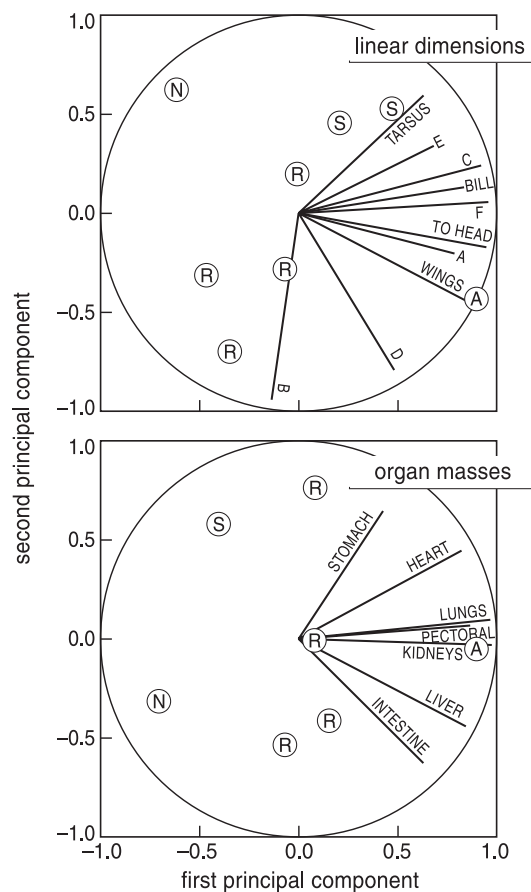 1.0
linear dimensions
N
S
S
0.5
TARSUS
E
C
R
BILL
0.0
F
TO HEAD
A
R
R
WINGS
A
−0.5
R
D
B
−1.0
second principal component
1.0
organ masses
R
STOMACH
S
0.5
HEART
LUNGS
R
PECTORAL
0.0
KIDNEYS
A
N
LIVER
R
INTESTINE
R
−0.5
−1.0
−1.0
−0.5
0.0
0.5
1.0
first principal component